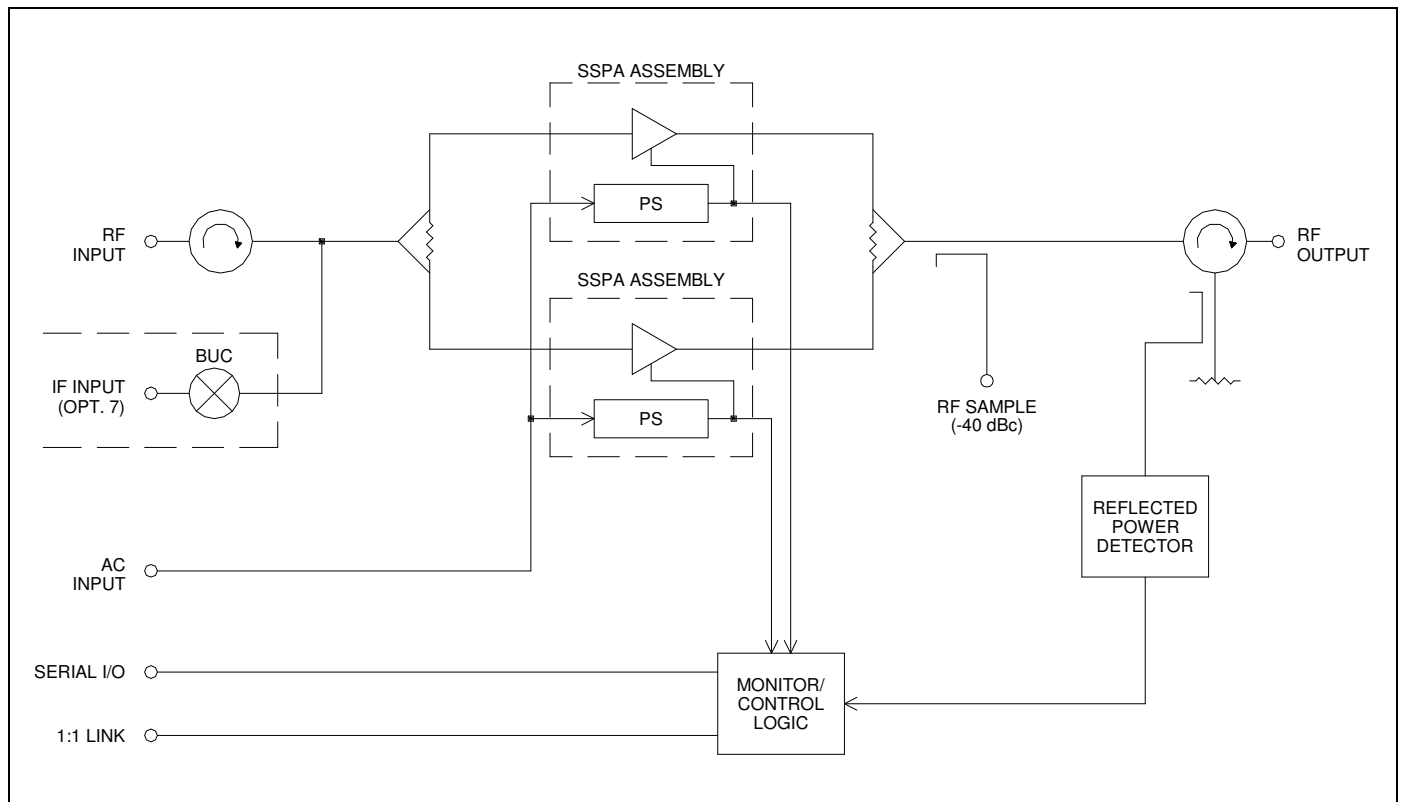 SSPA ASSEMBLY
PS
RF
INPUT
RF
OUTPUT
SSPA ASSEMBLY
BUC
IF INPUT
(OPT. 7)
PS
RF SAMPLE
(-40 dBc)
REFLECTED
POWER
DETECTOR
AC
INPUT
SERIAL I/O
MONITOR/
CONTROL
LOGIC
1:1 LINK